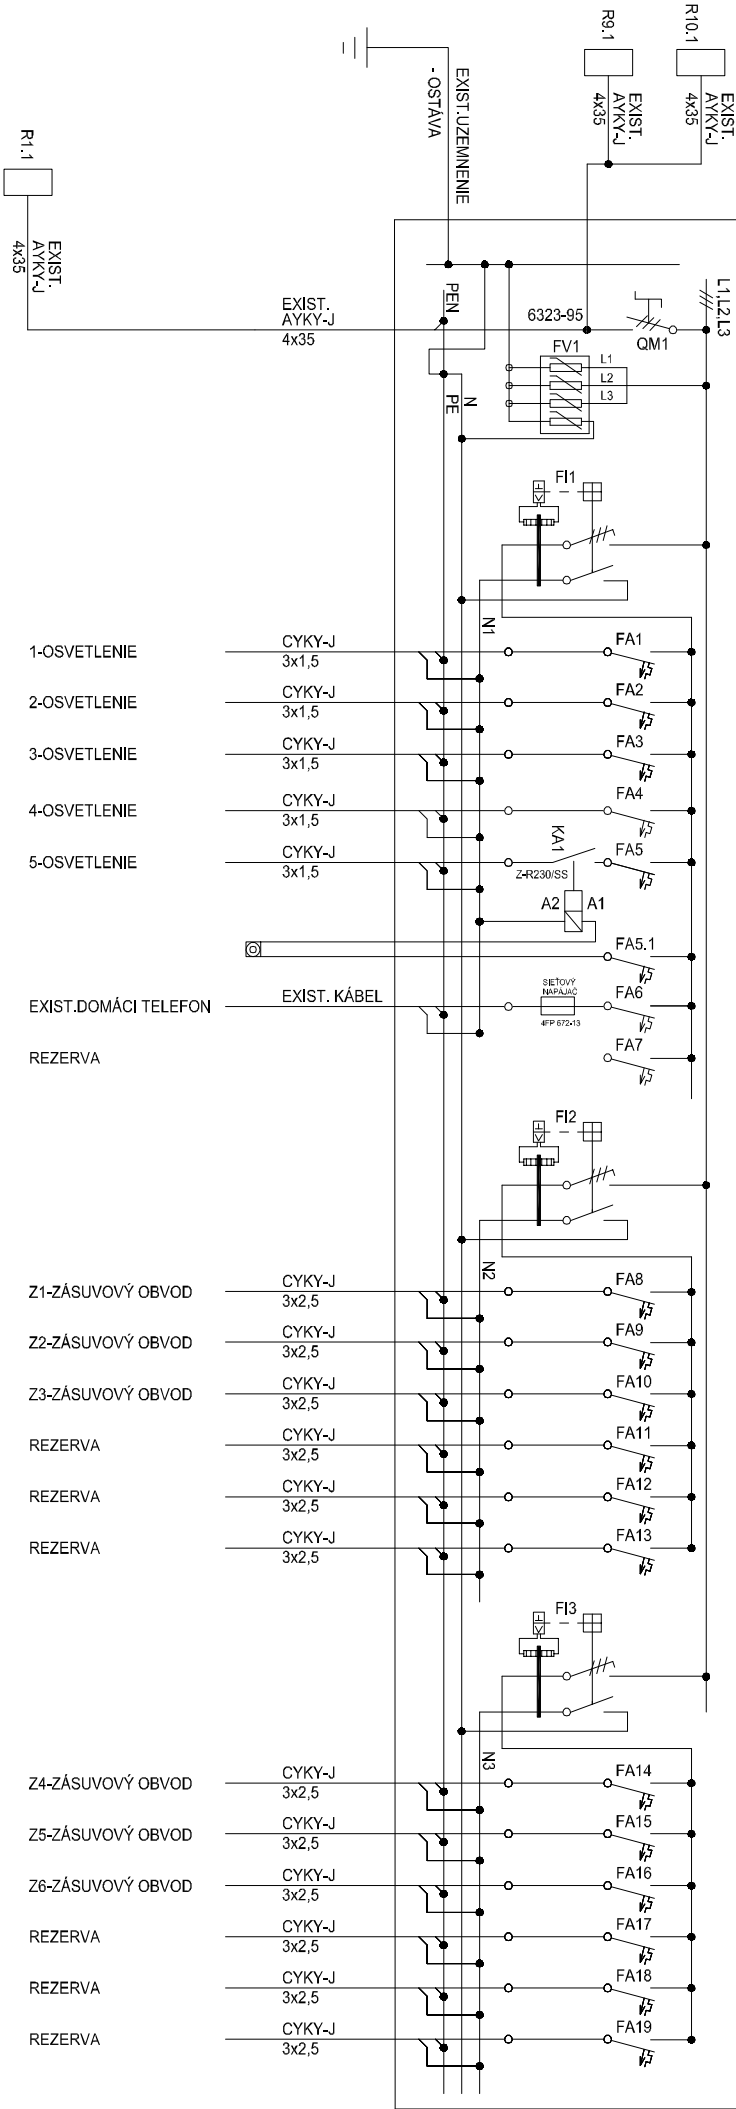 R10.1
EXIST.
AYKY-J
4x35
R9.1
EXIST.
AYKY-J
4x35
EXIST.UZEMNENIE
- OSTÁVA
R1.1
EXIST.
AYKY-J
4x35
L1,L2,L3
PEN
EXIST.
AYKY-J
4x35
6323-95
QM1
FV1
L1
L2
L3
N
PE
FI1
N1
1-OSVETLENIE
CYKY-J
3x1,5
FA1
2-OSVETLENIE
CYKY-J
3x1,5
FA2
3-OSVETLENIE
CYKY-J
3x1,5
FA3
4-OSVETLENIE
CYKY-J
3x1,5
FA4
5-OSVETLENIE
CYKY-J
3x1,5
KA1
Z-R230/SS
FA5
A2
A1
FA5.1
EXIST.DOMÁCI TELEFON
EXIST. KÁBEL
SIEŤOVÝ
NAPÁJAČ
4FP 672-13
FA6
REZERVA
FA7
FI2
N2
Z1-ZÁSUVOVÝ OBVOD
CYKY-J
3x2,5
FA8
Z2-ZÁSUVOVÝ OBVOD
CYKY-J
3x2,5
FA9
Z3-ZÁSUVOVÝ OBVOD
CYKY-J
3x2,5
FA10
REZERVA
CYKY-J
3x2,5
FA11
REZERVA
CYKY-J
3x2,5
FA12
REZERVA
CYKY-J
3x2,5
FA13
FI3
N3
Z4-ZÁSUVOVÝ OBVOD
CYKY-J
3x2,5
FA14
Z5-ZÁSUVOVÝ OBVOD
CYKY-J
3x2,5
FA15
Z6-ZÁSUVOVÝ OBVOD
CYKY-J
3x2,5
FA16
REZERVA
CYKY-J
3x2,5
FA17
REZERVA
CYKY-J
3x2,5
FA18
REZERVA
CYKY-J
3x2,5
FA19